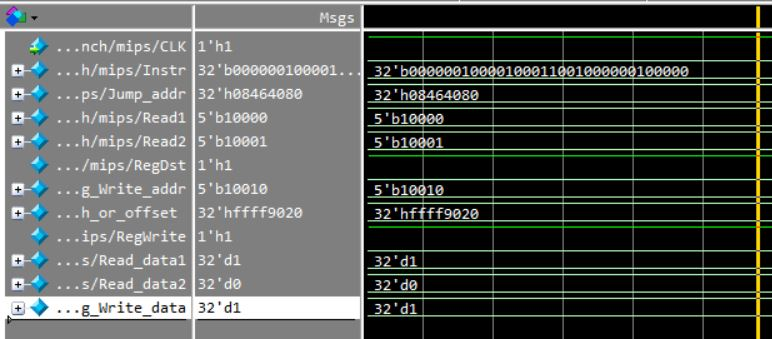 Msgs
...nch/mips/CLK 1'h1
...h/mips/Instr 32'b000000100001... 32'b00000010000100011001000000100000
...ps/Jump_addr 32'h08464080 32'h08464080
...h/mips/Read1 5'b10000 5'b10000
...h/mips/Read2 5'b10001 5'b10001
.../mips/RegDst 1'h1
...g_Write_addr 5'b10010 5'b10010
...h_or_offset 32'hffff9020 32'hffff9020
...ips/RegWrite 1'h1
...s/Read_data1 32'd1 32'd1
...s/Read_data2 32'd0 32'd0
...g_Write_data 32'd1 32'd1